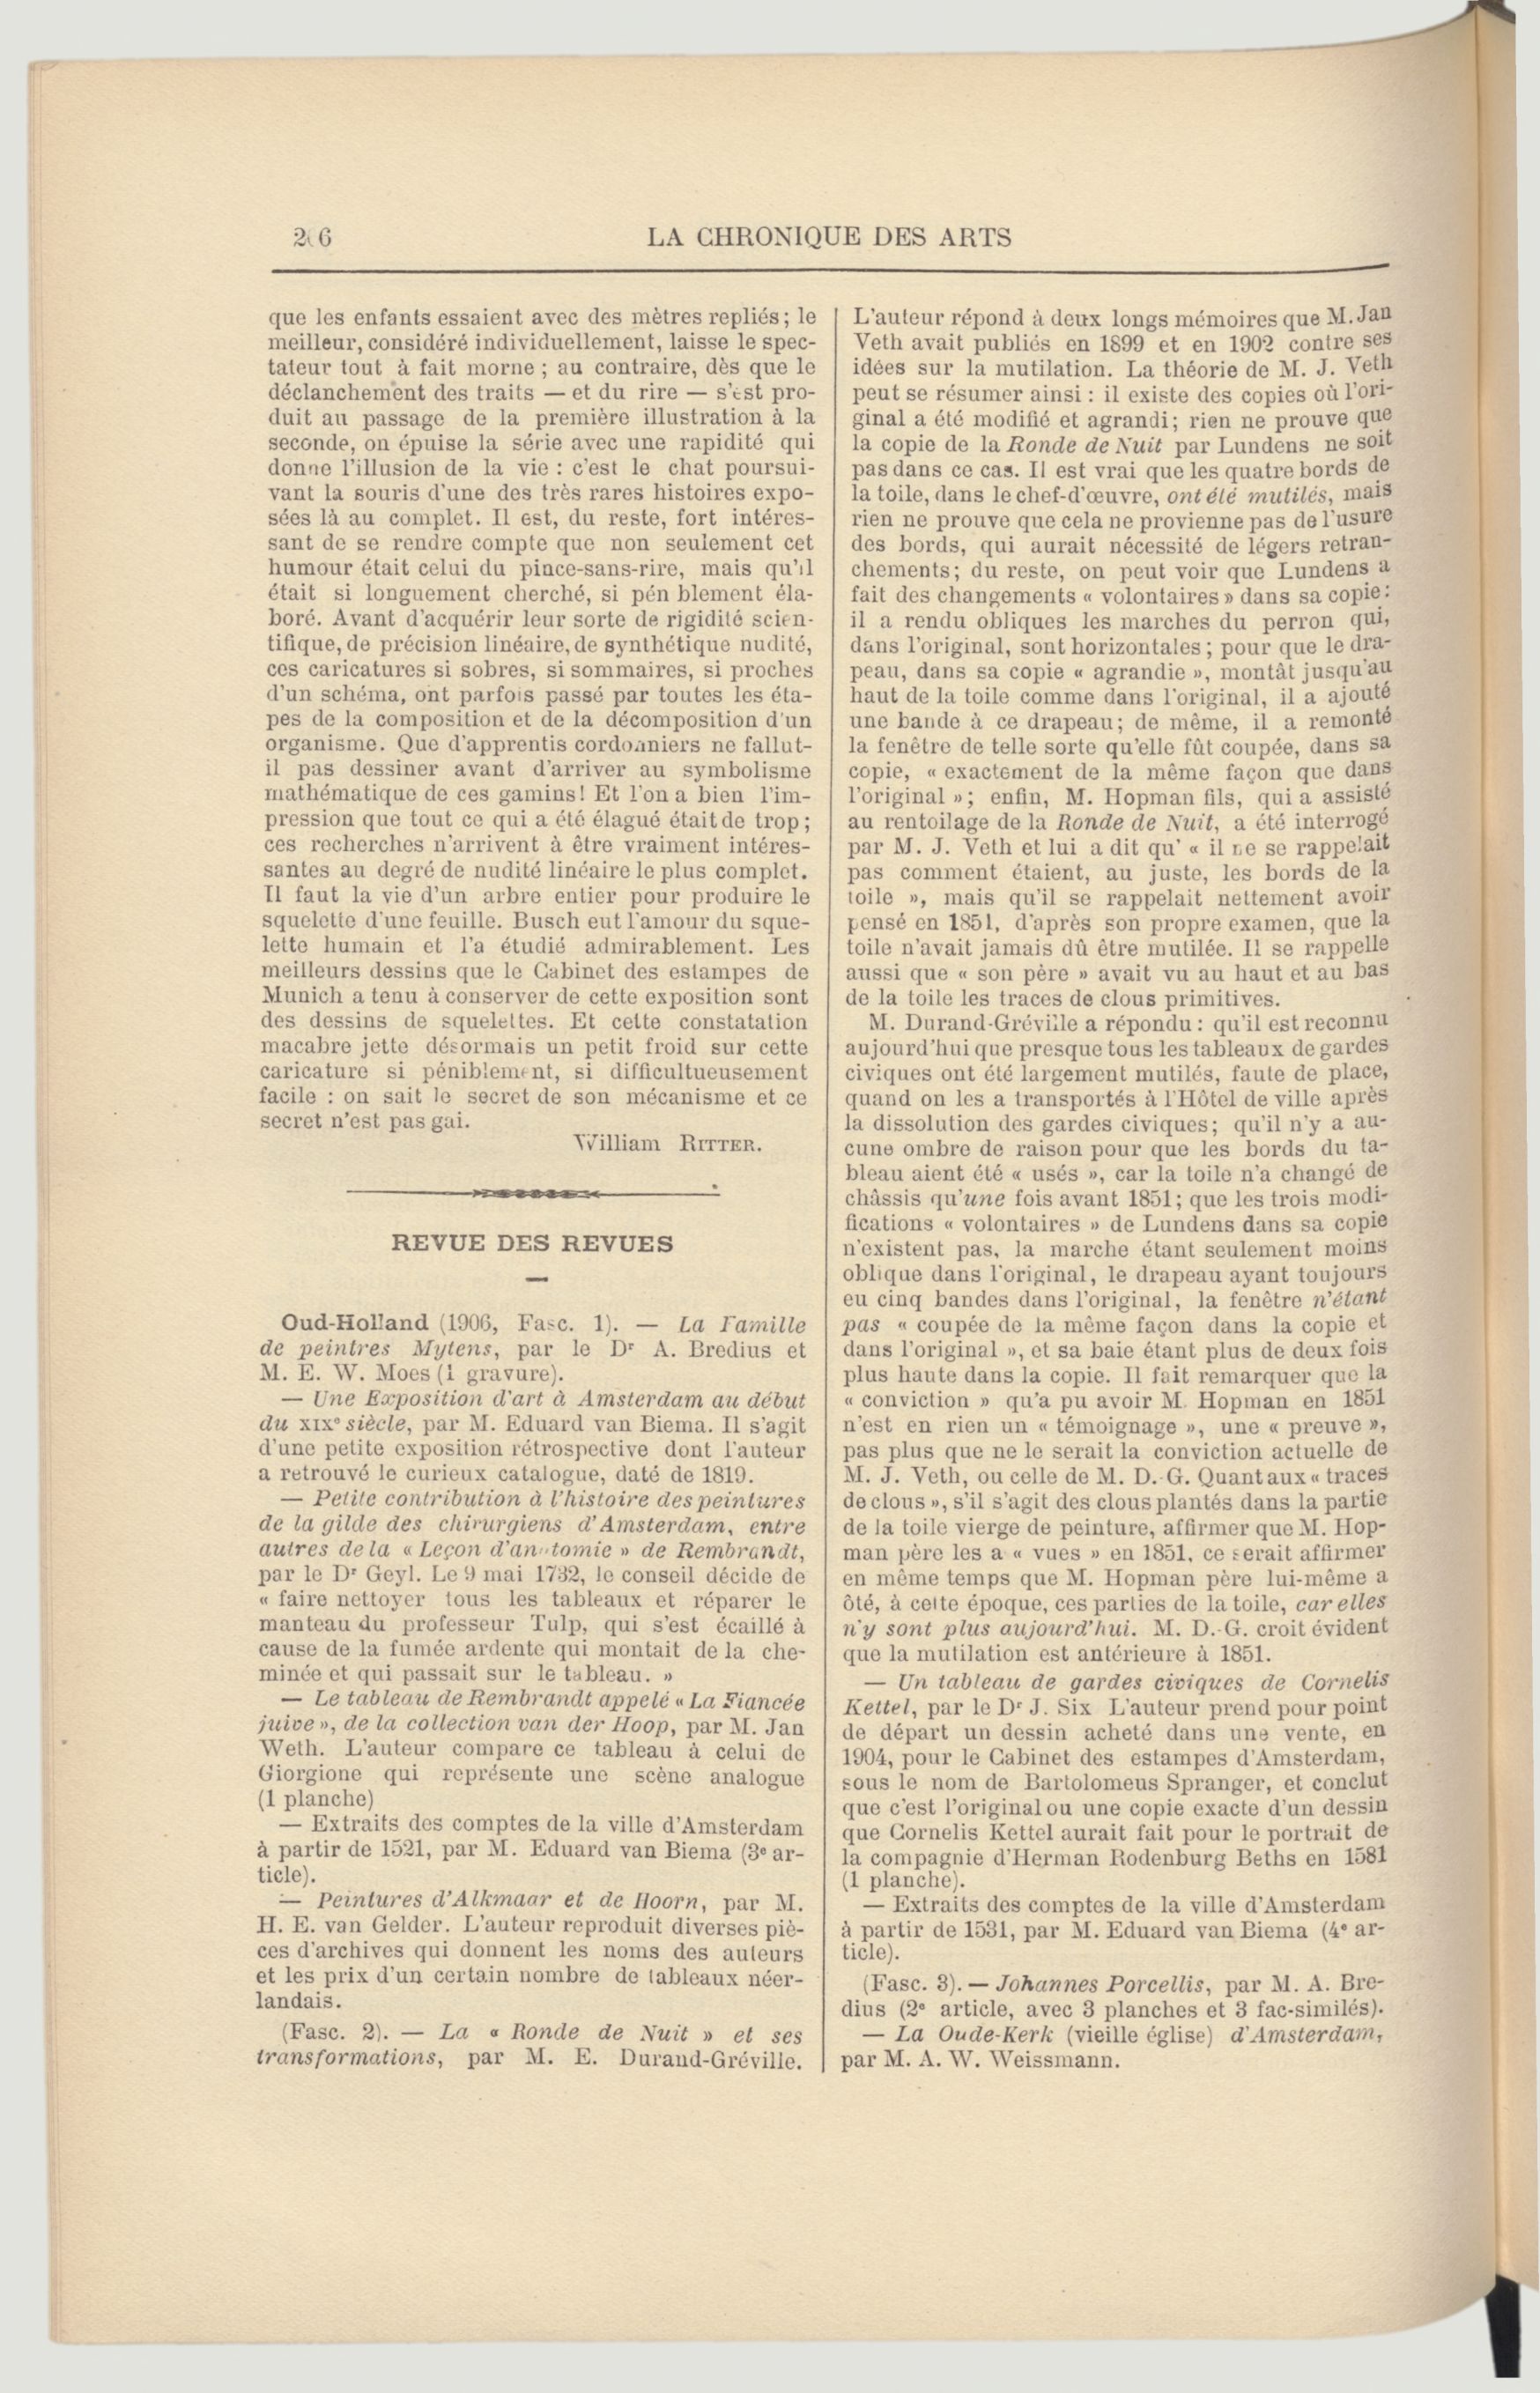 206
LA CHRONIQUE DES ARTS
que les enfants essaient avec des mètres repliés; le
meilleur, considéré individuellement, laisse le spec-
tateur tout à fait morne ; au contraire, dès que le
déclanchement des traits — et du rire — s'est pro-
duit au passage de la première illustration à la
seconde, on épuise la série avec une rapidité qui
donne l'illusion de la vie : c'est le chat poursui-
vant la souris d'une des très rares histoires expo-
sées là au complet. Il est, du reste, fort intéres-
sant de se rendre compte que non seulement cet
humour était celui du pince-sans-rire, mais qu'il
était si longuement cherché, si péniblement éla-
boré. Avant d'acquérir leur sorte de rigidité scien-
tifique, de précision linéaire, de synthétique nudité,
ces caricatures si sobres, si sommaires, si proches
d'un schéma, ont parfois passé par toutes les éta-
pes de la composition et de la décomposition d'un
organisme. Que d'apprentis cordonniers ne fallut-
il pas dessiner avant d'arriver au symbolisme
mathématique de ces gamins! Et l'on a bien l'im-
pression que tout ce qui a été élagué était de trop;
ces recherches n'arrivent à être vraiment intéres-
santes au degré de nudité linéaire le plus complet.
Il faut la vie d'un arbre entier pour produire le
squelette d'une feuille. Busch eut l'amour du sque-
lette humain et l'a étudié admirablement. Les
meilleurs dessins que le Cabinet des estampes de
Munich a tenu à conserver de cette exposition sont
des dessins de squelettes. Et cette constatation
macabre jette désormais un petit froid sur cette
caricature si péniblement, si difficultueusement
facile : on sait le secret de son mécanisme et ce
secret n'est pas gai.
William RITTER.
REVUE DES REVUES
Oud-Holland (1906, Fasc. 1). — La Famille
de peintres Mytens, par le Dr A. Bredius et
M. E. W. Moes (1 gravure).
— Une Exposition d'art à Amsterdam au début
du XIXe siècle, par M. Eduard van Biema. Il s'agit
d'une petite exposition rétrospective dont l'auteur
a retrouvé le curieux catalogue, daté de 1819.
— Petite contribution à l'histoire des peintures
de la gilde des chirurgiens d'Amsterdam, entre
autres de la « Leçon d'anatomie » de Rembrandt,
par le Dr Geyl. Le 9 mai 1732, le conseil décide de
« faire nettoyer tous les tableaux et réparer le
manteau du professeur Tulp, qui s'est écaillé à
cause de la fumée ardente qui montait de la che-
minée et qui passait sur le tableau. »
— Le tableau de Rembrandt appelé « La Fiancée
juive », de la collection van der Hoop, par M. Jan
Weth. L'auteur compare ce tableau à celui de
Giorgione qui représente une scène analogue
(1 planche)
— Extraits des comptes de la ville d'Amsterdam
à partir de 1521, par M. Eduard van Biema (3e ar-
ticle).
— Peintures d'Alkmaar et de Hoorn, par M.
H. E. van Gelder. L'auteur reproduit diverses piè-
ces d'archives qui donnent les noms des auteurs
et les prix d'un certain nombre de tableaux néer-
landais.
(Fasc. 2). — La « Ronde de Nuit » et ses
transformations, par M. E. Durand-Gréville.
L'auteur répond à deux longs mémoires que M. Jan
Veth avait publiés en 1899 et en 1902 contre ses
idées sur la mutilation. La théorie de M. J. Veth
peut se résumer ainsi : il existe des copies où l'ori-
ginal a été modifié et agrandi; rien ne prouve que
la copie de la Ronde de Nuit par Lundens ne soit
pas dans ce cas. Il est vrai que les quatre bords de
la toile, dans le chef-d'œuvre, ont été mutilés, mais
rien ne prouve que cela ne provienne pas de l'usure
des bords, qui aurait nécessité de légers retran-
chements; du reste, on peut voir que Lundens a
fait des changements « volontaires » dans sa copie:
il a rendu obliques les marches du perron qui,
dans l'original, sont horizontales ; pour que le dra-
peau, dans sa copie « agrandie », montât jusqu'au
haut de la toile comme dans l'original, il a ajouté
une bande à ce drapeau; de même, il a remonté
la fenêtre de telle sorte qu'elle fût coupée, dans sa
copie, « exactement de la même façon que dans
l'original »; enfin, M. Hopman fils, qui a assisté
au rentoilage de la Ronde de Nuit, a été interrogé
par M. J. Veth et lui a dit qu' « il ne se rappelait
pas comment étaient, au juste, les bords de la
toile », mais qu'il se rappelait nettement avoir
pensé en 1851, d'après son propre examen, que la
toile n'avait jamais dû être mutilée. Il se rappelle
aussi que « son père » avait vu au haut et au bas
de la toile les traces de clous primitives.
M. Durand-Gréville a répondu : qu'il est reconnu
aujourd'hui que presque tous les tableaux de gardes
civiques ont été largement mutilés, faute de place,
quand on les a transportés à l'Hôtel de ville après
la dissolution des gardes civiques; qu'il n'y a au-
cune ombre de raison pour que les bords du ta-
bleau aient été « usés », car la toile n'a changé de
châssis qu'une fois avant 1851; que les trois modi-
fications « volontaires » de Lundens dans sa copie
n'existent pas, la marche étant seulement moins
oblique dans l'original, le drapeau ayant toujours
eu cinq bandes dans l'original, la fenêtre n'étant
pas « coupée de la même façon dans la copie et
dans l'original », et sa baie étant plus de deux fois
plus haute dans la copie. Il fait remarquer que la
« conviction » qu'a pu avoir M. Hopman en 1851
n'est en rien un « témoignage », une « preuve »,
pas plus que ne le serait la conviction actuelle de
M. J. Veth, ou celle de M. D.-G. Quant aux « traces
de clous », s'il s'agit des clous plantés dans la partie
de la toile vierge de peinture, affirmer que M. Hop-
man père les a « vues » en 1851, ce serait affirmer
en même temps que M. Hopman père lui-même a
ôté, à cette époque, ces parties de la toile, car elles
n'y sont plus aujourd'hui. M. D.-G. croit évident
que la mutilation est antérieure à 1851.
— Un tableau de gardes civiques de Cornelis
Kettel, par le Dr J. Six L'auteur prend pour point
de départ un dessin acheté dans une vente, en
1904, pour le Cabinet des estampes d'Amsterdam,
sous le nom de Bartolomeus Spranger, et conclut
que c'est l'original ou une copie exacte d'un dessin
que Cornelis Kettel aurait fait pour le portrait de
la compagnie d'Herman Rodenburg Beths en 1581
(1 planche).
— Extraits des comptes de la ville d'Amsterdam
à partir de 1531, par M. Eduard van Biema (4e ar-
ticle).
(Fasc. 3). — Johannes Porcellis, par M. A. Bre-
dius (2e article, avec 3 planches et 3 fac-similés).
— La Oude-Kerk (vieille église) d'Amsterdam,
par M. A. W. Weissmann.